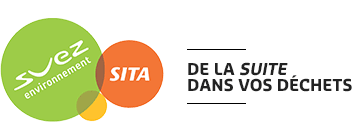 suez
environnement
SITA
DE LA SUITE
DANS VOS DÉCHETS